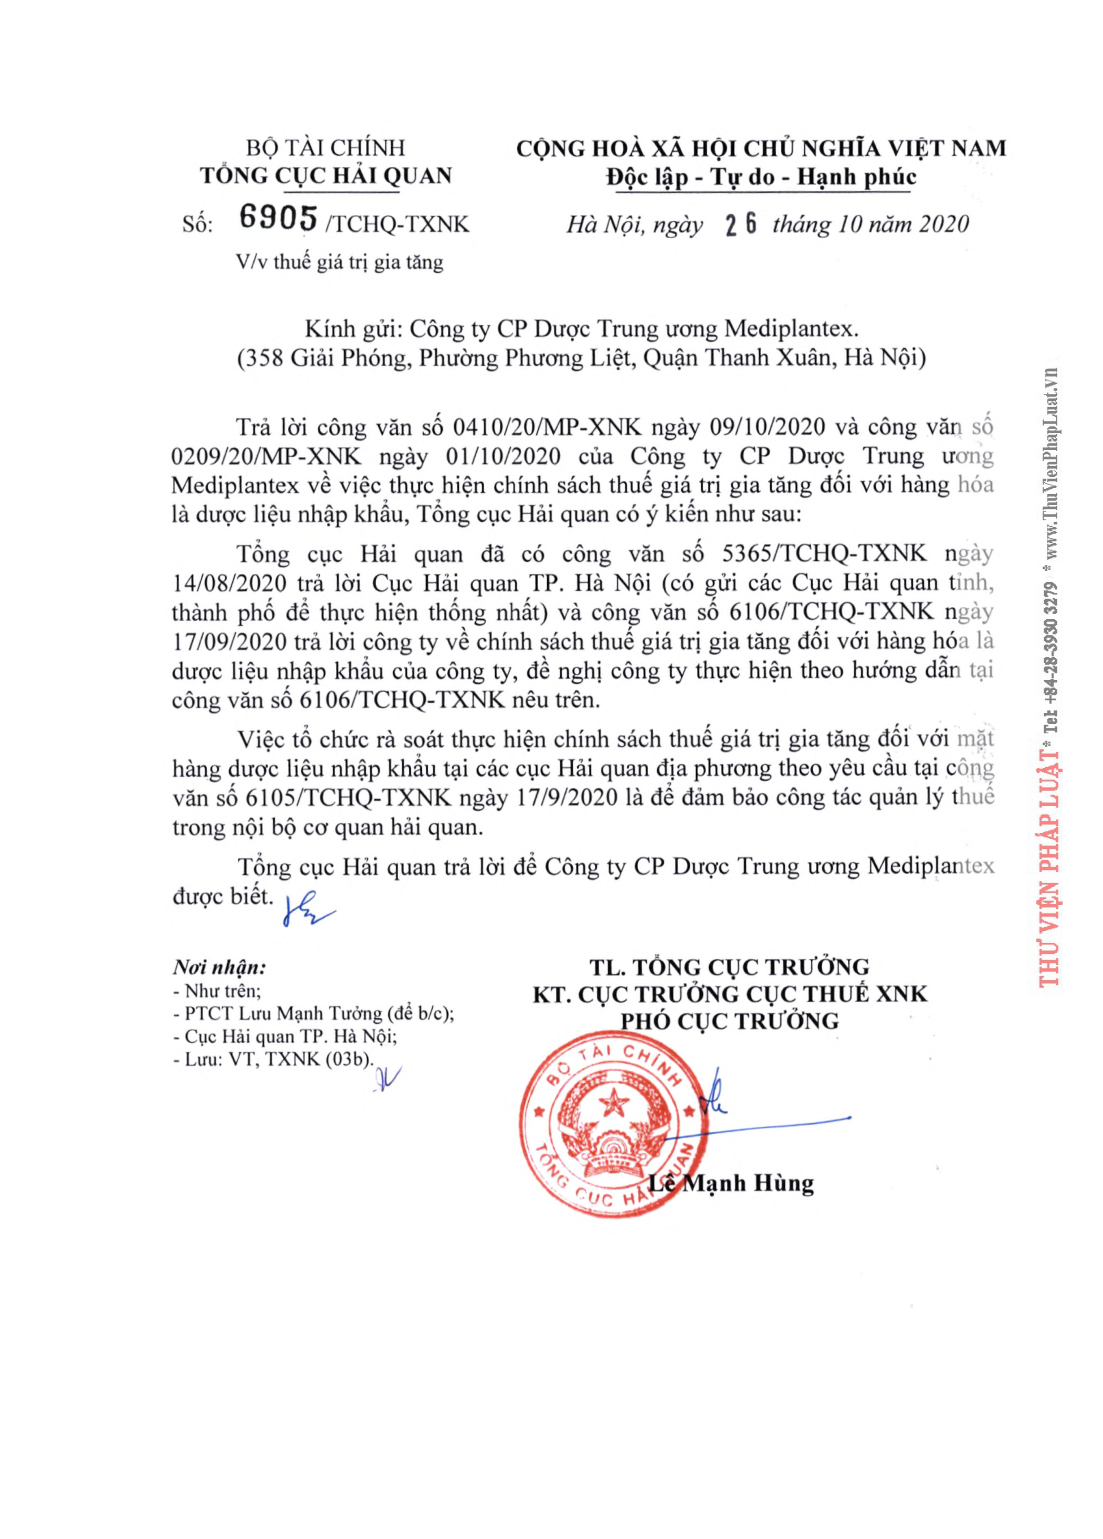 BỘ TÀI CHÍNH
TỔNG CỤC HẢI QUAN
Số: 6905/TCHQ-TXNK
V/v thuế giá trị gia tăng
CỘNG HOÀ XÃ HỘI CHỦ NGHĨA VIỆT NAM
Độc lập - Tự do - Hạnh phúc
Hà Nội, ngày 26 tháng 10 năm 2020
Kính gửi: Công ty CP Dược Trung ương Mediplantex.
(358 Giải Phóng, Phường Phương Liệt, Quận Thanh Xuân, Hà Nội)
Trả lời công văn số 0410/20/MP-XNK ngày 09/10/2020 và công văn số
0209/20/MP-XNK ngày 01/10/2020 của Công ty CP Dược Trung ương
Mediplantex về việc thực hiện chính sách thuế giá trị gia tăng đối với hàng hóa
là dược liệu nhập khẩu, Tổng cục Hải quan có ý kiến như sau:
Tổng cục Hải quan đã có công văn số 5365/TCHQ-TXNK ngày
14/08/2020 trả lời Cục Hải quan TP. Hà Nội (có gửi các Cục Hải quan tỉnh,
thành phố để thực hiện thống nhất) và công văn số 6106/TCHQ-TXNK ngày
17/09/2020 trả lời công ty về chính sách thuế giá trị gia tăng đối với hàng hóa là
dược liệu nhập khẩu của công ty, đề nghị công ty thực hiện theo hướng dẫn tại
công văn số 6106/TCHQ-TXNK nêu trên.
Việc tổ chức rà soát thực hiện chính sách thuế giá trị gia tăng đối với mặt
hàng dược liệu nhập khẩu tại các cục Hải quan địa phương theo yêu cầu tại công
văn số 6105/TCHQ-TXNK ngày 17/9/2020 là để đảm bảo công tác quản lý thuế
trong nội bộ cơ quan hải quan.
Tổng cục Hải quan trả lời để Công ty CP Dược Trung ương Mediplantex
được biết.
Nơi nhận:
- Như trên;
- PTCT Lưu Mạnh Tưởng (để b/c);
- Cục Hải quan TP. Hà Nội;
- Lưu: VT, TXNK (03b).
TL. TỔNG CỤC TRƯỞNG
KT. CỤC TRƯỞNG CỤC THUẾ XNK
PHÓ CỤC TRƯỞNG
BỘ TÀI CHÍNH
TỔNG CỤC HẢI QUAN
Lê Mạnh Hùng
THƯ VIỆN PHÁP LUẬT * Tel: +84-28-3930 3279 * www.ThuVienPhapLuat.vn